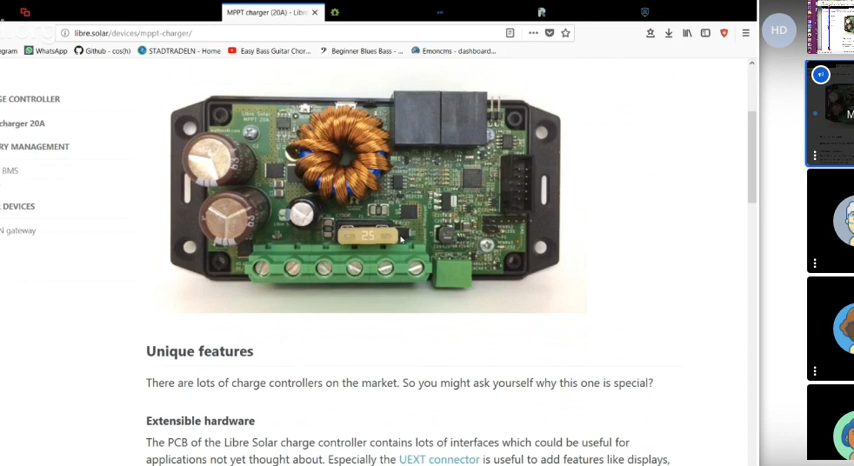 MPPT charger (20A) - Libre
libre.solar/devices/mppt-charger/
egram WhatsApp Github - cos(h) STADTRADELN - Home Easy Bass Guitar Chor... Beginner Blues Bass - ... Emoncms - dashboard...
HD
GE CONTROLLER
charger 20A
RY MANAGEMENT
BMS
DEVICES
N gateway
Libre Solar
MPPT 20A
25
M
Unique features
There are lots of charge controllers on the market. So you might ask yourself why this one is special?
Extensible hardware
The PCB of the Libre Solar charge controller contains lots of interfaces which could be useful for
applications not yet thought about. Especially the UEXT connector is useful to add features like displays,